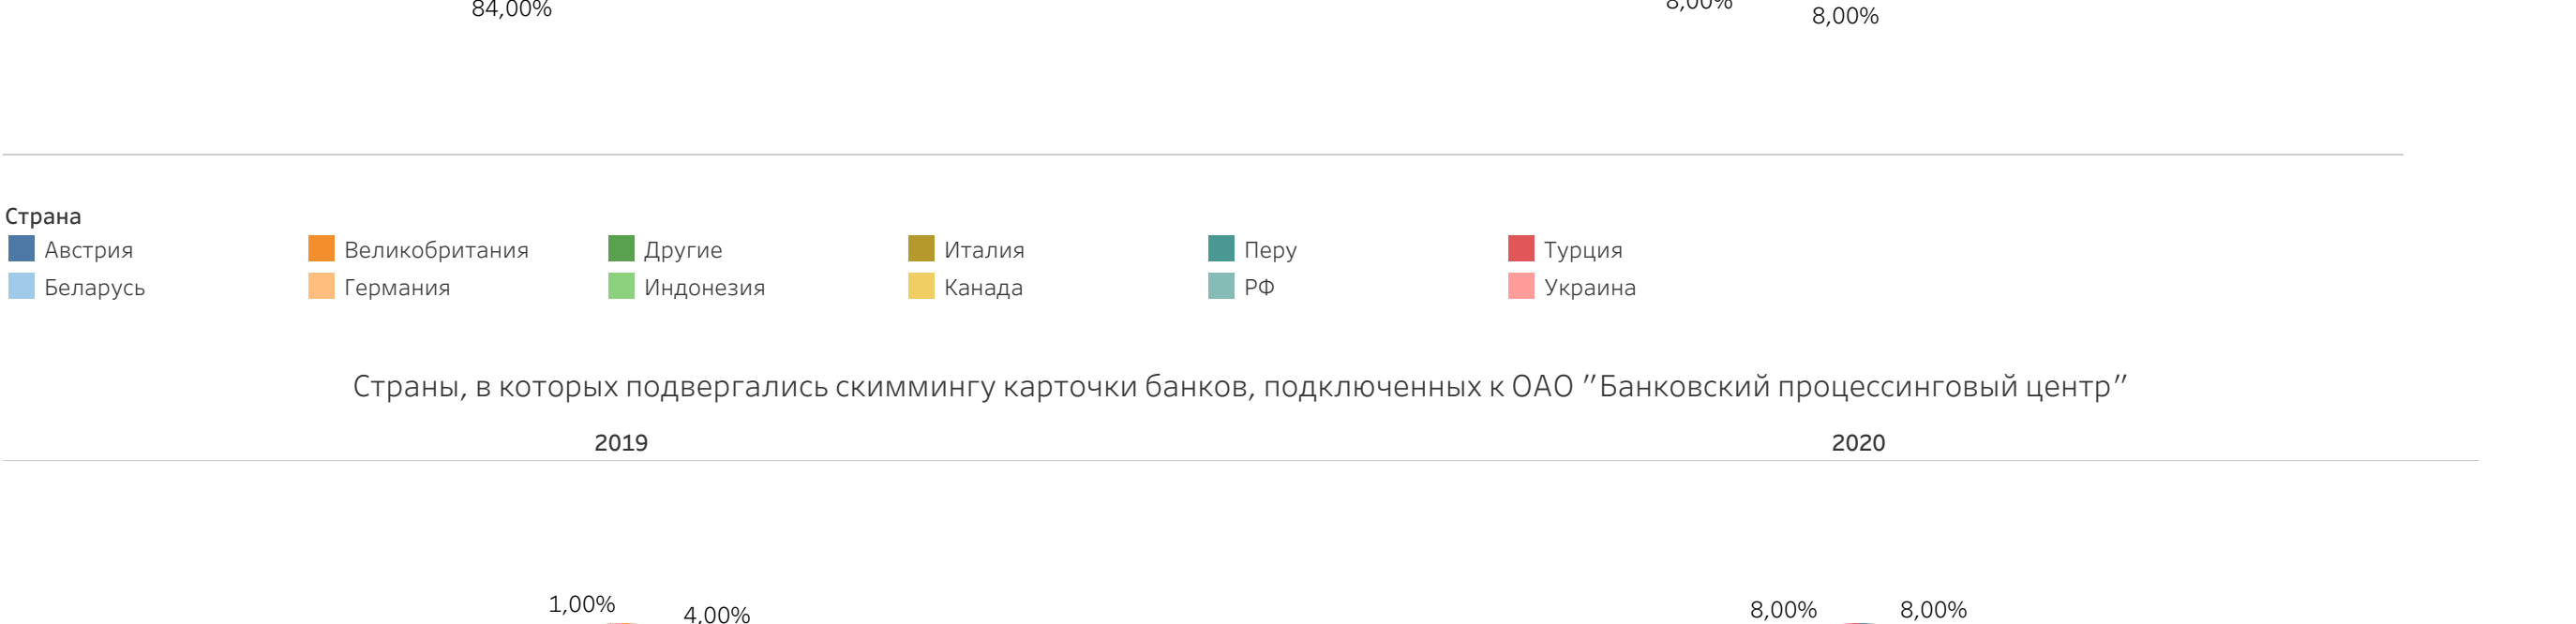 84,00%
8,00%
8,00%
Страна
Австрия Великобритания Другие Италия Перу Турция
Беларусь Германия Индонезия Канада РФ Украина
Страны, в которых подвергались скиммингу карточки банков, подключенных к ОАО "Банковский процессинговый центр"
2019 2020
1,00% 4,00% 8,00% 8,00%